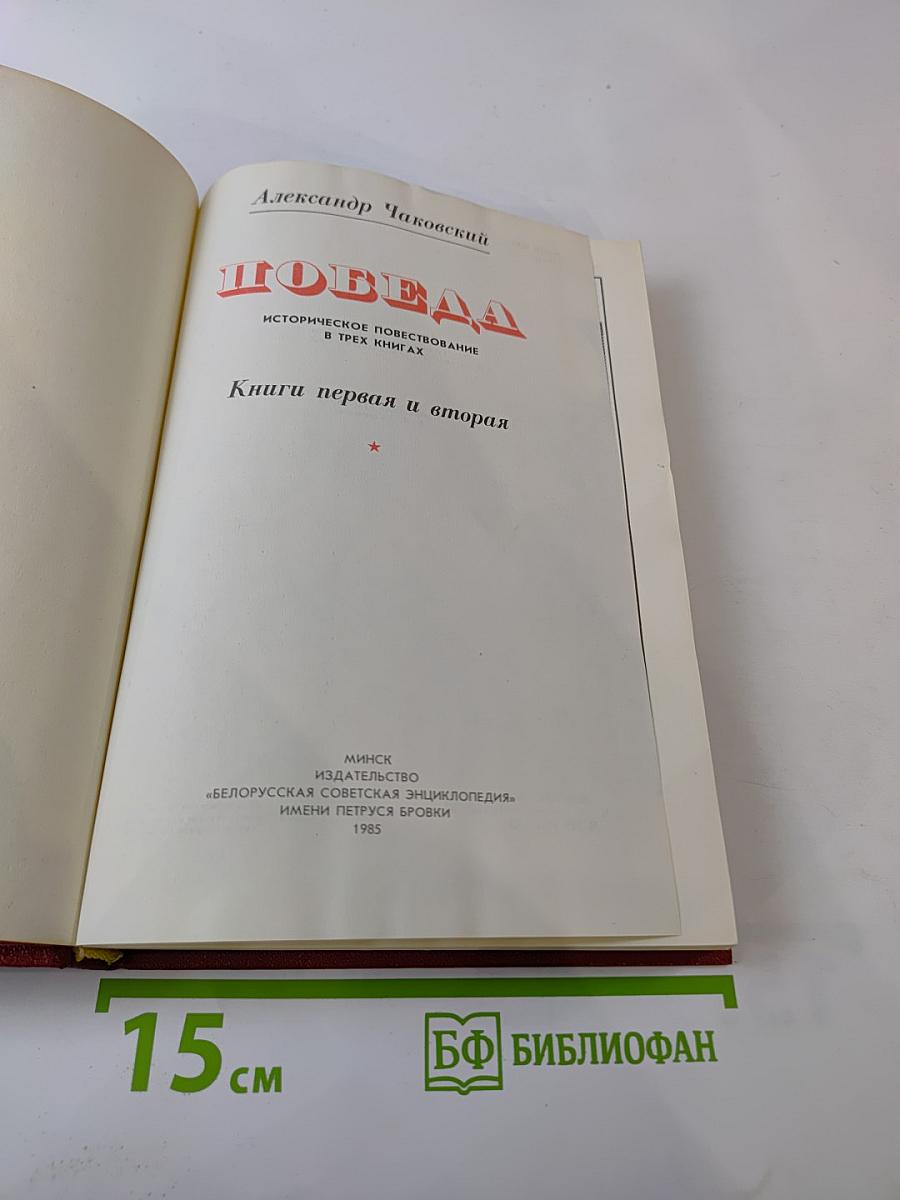 Александр Чаковский
ПОБЕДА
ИСТОРИЧЕСКОЕ ПОВЕСТВОВАНИЕ
В ТРЕХ КНИГАХ
Книги первая и вторая
МИНСК
ИЗДАТЕЛЬСТВО
«БЕЛОРУССКАЯ СОВЕТСКАЯ ЭНЦИКЛОПЕДИЯ»
ИМЕНИ ПЕТРУСЯ БРОВКИ
1985
15 см
БФ БИБЛИОФАН